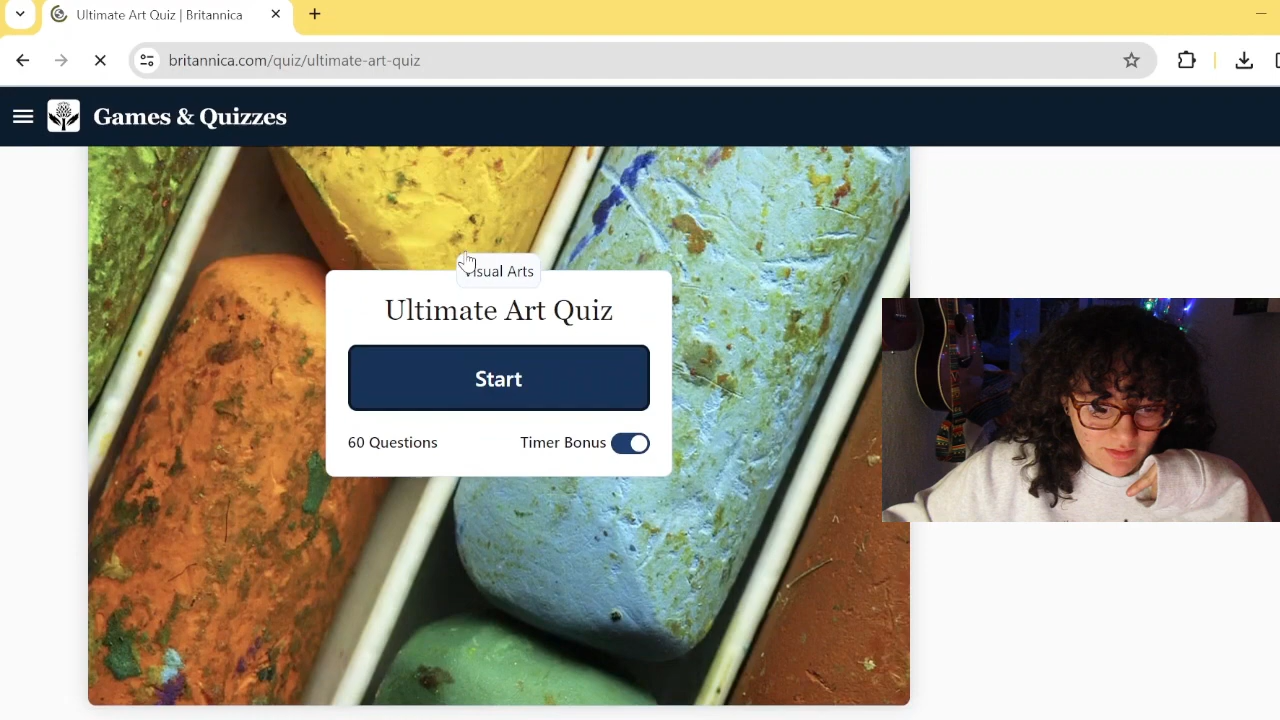 Ultimate Art Quiz | Britannica
britannica.com/quiz/ultimate-art-quiz
Games & Quizzes
Visual Arts
Ultimate Art Quiz
Start
60 Questions
Timer Bonus